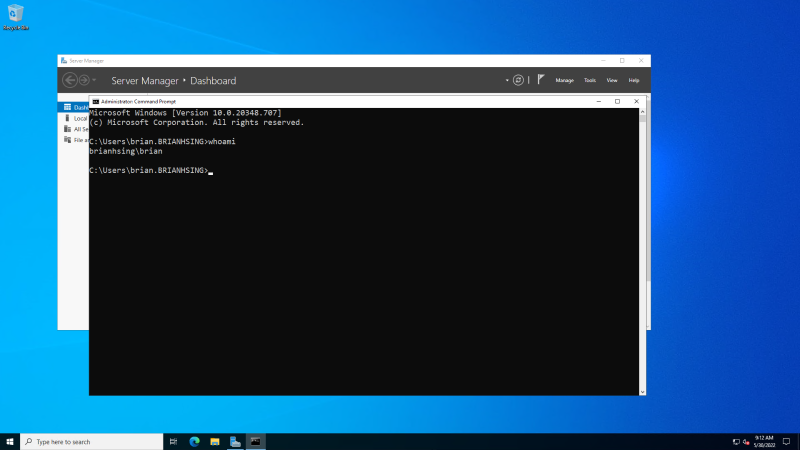 Recycle Bin
Server Manager
Server Manager ‣ Dashboard
Manage
Tools
View
Help
Dashb
Local
All Se
File a
Administrator: Command Prompt
Microsoft Windows [Version 10.0.20348.707]
(c) Microsoft Corporation. All rights reserved.
C:\Users\brian.BRIANHSING>whoami
brianhsing\brian
C:\Users\brian.BRIANHSING>
Type here to search
9:12 AM
5/30/2022